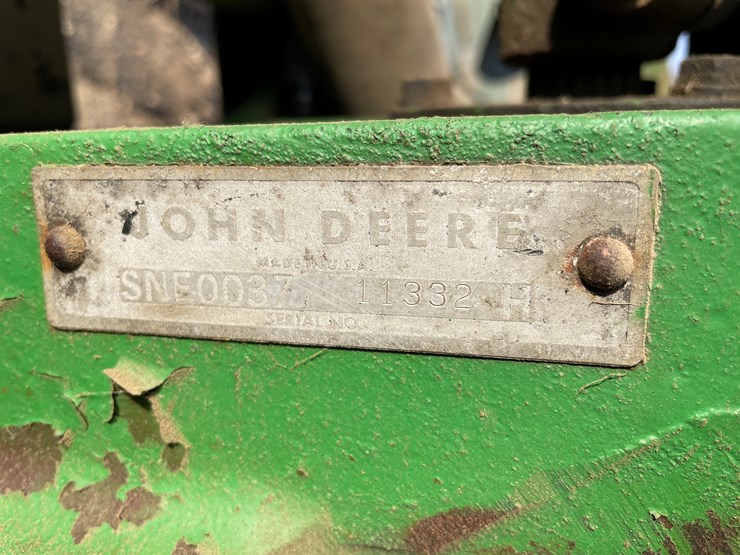 JOHN DEERE
MADE IN U.S.A
SNE0037 11332 H
SERIAL NO.